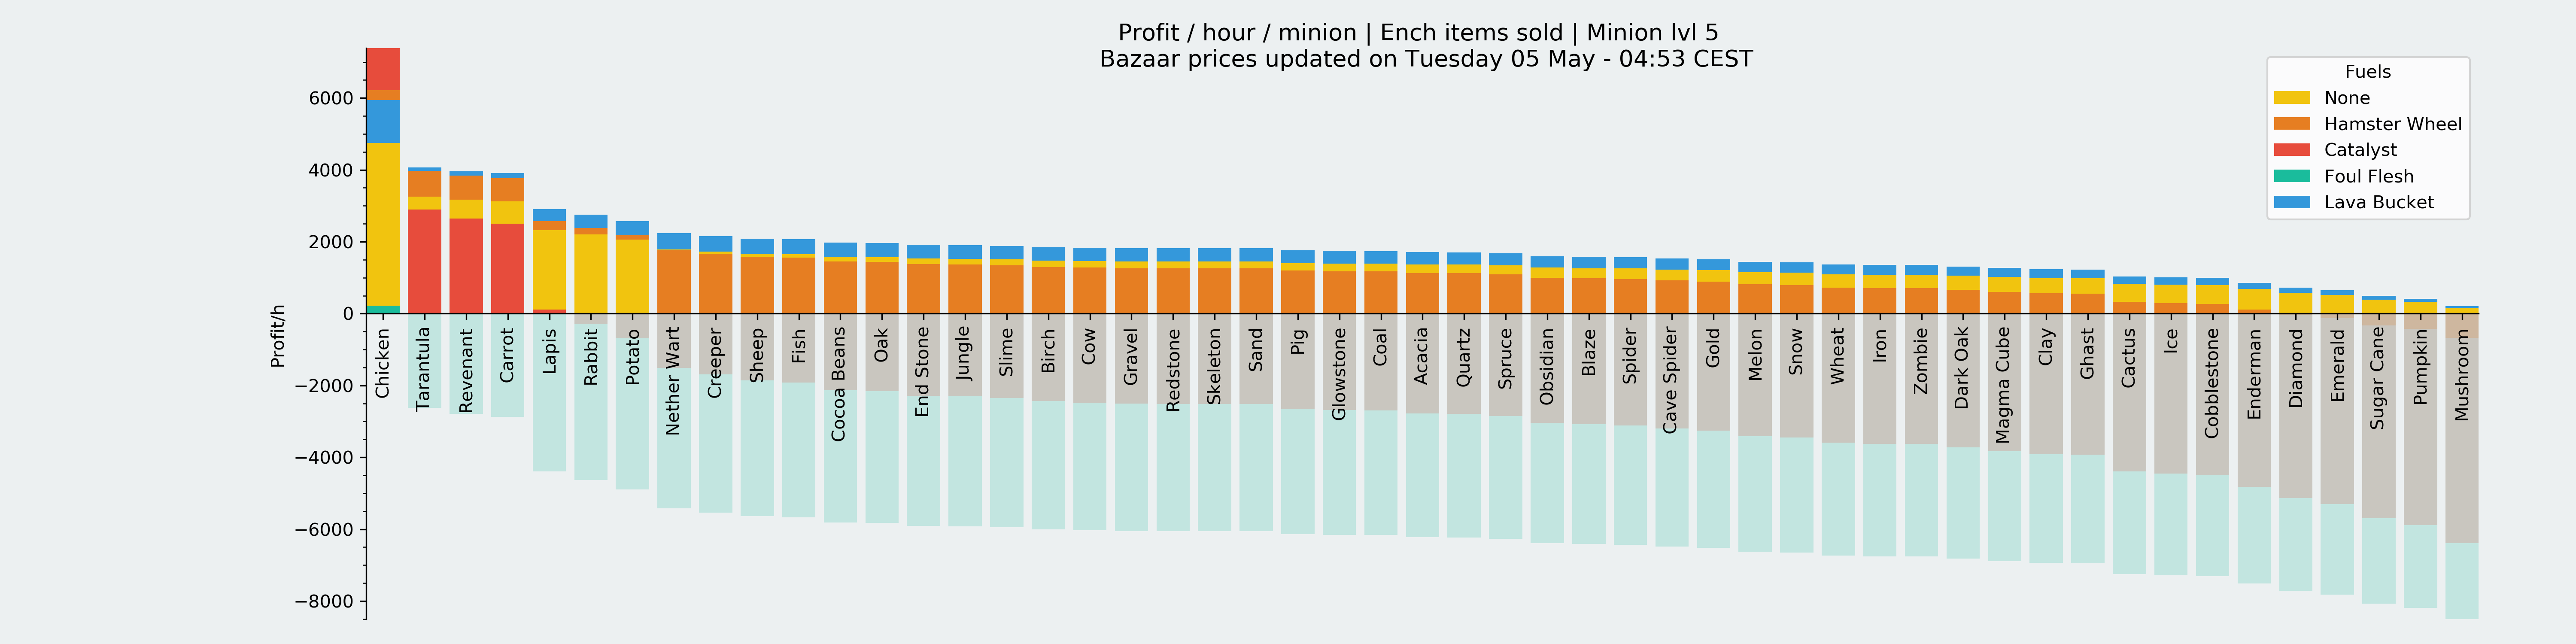 Profit / hour / minion | Ench items sold | Minion lvl 5
Bazaar prices updated on Tuesday 05 May - 04:53 CEST
Fuels
None
Hamster Wheel
Catalyst
Foul Flesh
Lava Bucket
Profit/h
6000
4000
2000
0
−2000
−4000
−6000
−8000
Chicken
Tarantula
Revenant
Carrot
Lapis
Rabbit
Potato
Nether Wart
Creeper
Sheep
Fish
Cocoa Beans
Oak
End Stone
Jungle
Slime
Birch
Cow
Gravel
Redstone
Skeleton
Sand
Pig
Glowstone
Coal
Acacia
Quartz
Spruce
Obsidian
Blaze
Spider
Cave Spider
Gold
Melon
Snow
Wheat
Iron
Zombie
Dark Oak
Magma Cube
Clay
Ghast
Cactus
Ice
Cobblestone
Enderman
Diamond
Emerald
Sugar Cane
Pumpkin
Mushroom